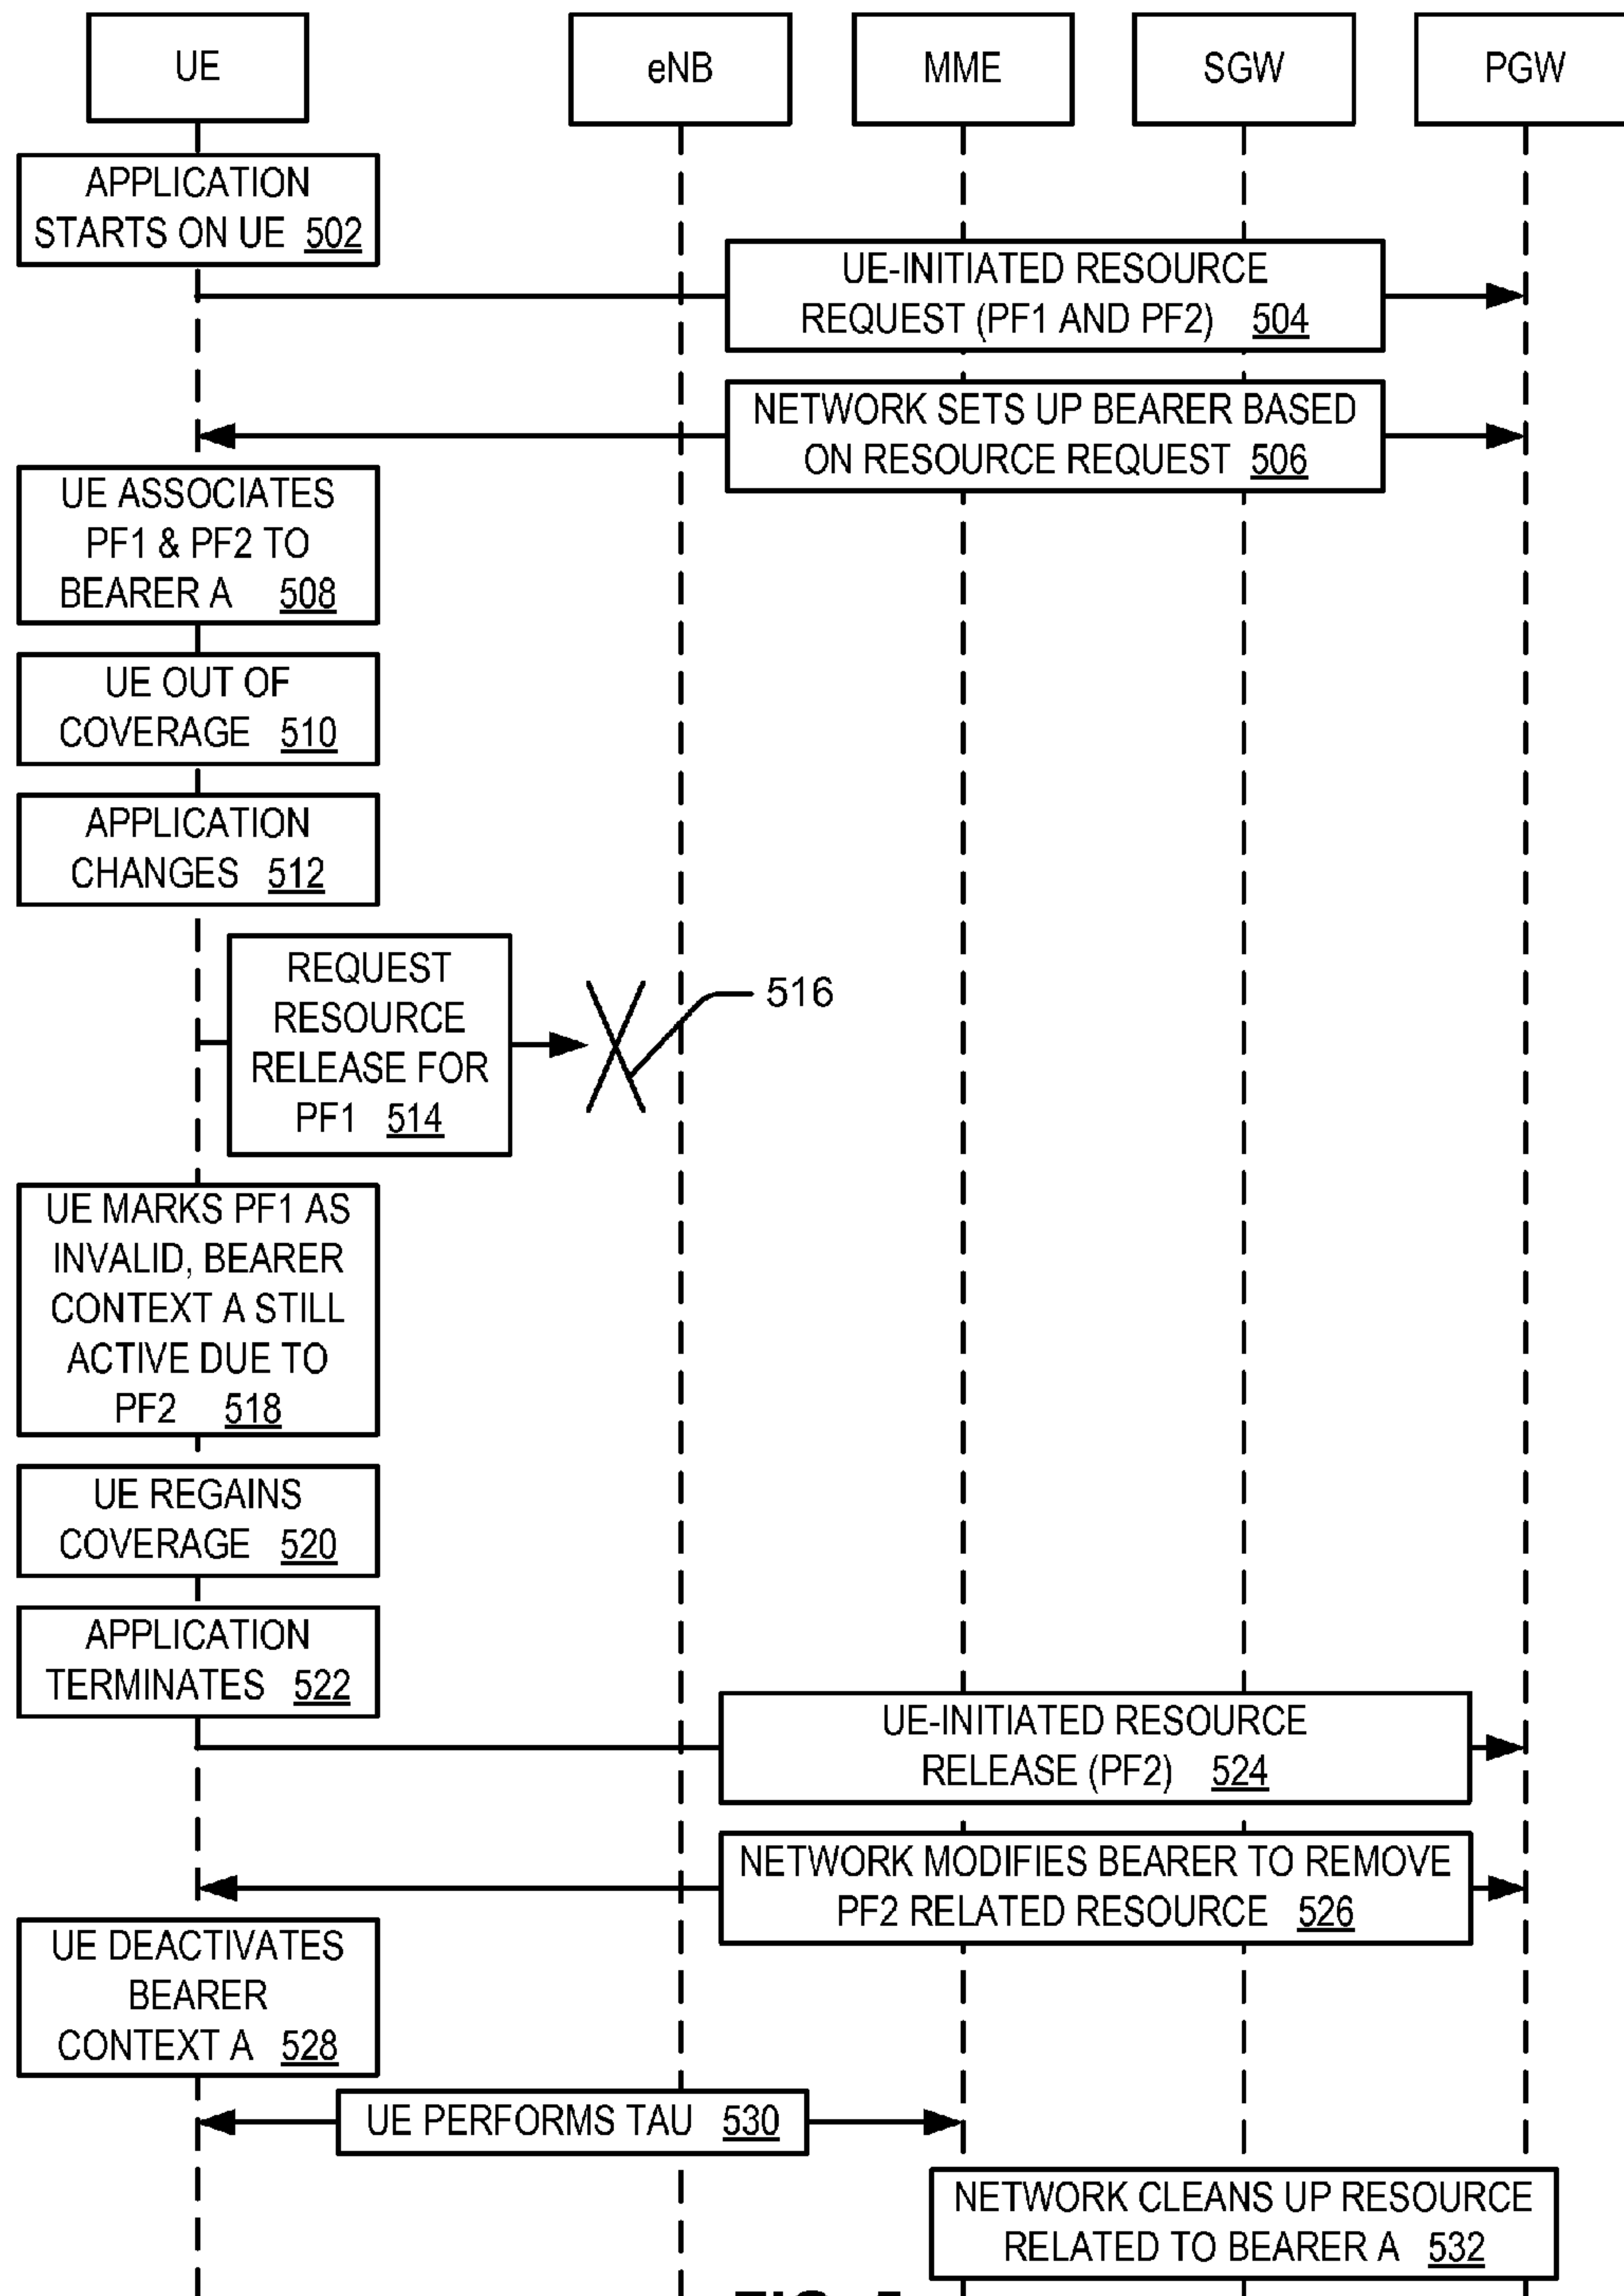 UE
eNB
MME
SGW
PGW
APPLICATION
STARTS ON UE 502
UE-INITIATED RESOURCE
REQUEST (PF1 AND PF2) 504
NETWORK SETS UP BEARER BASED
ON RESOURCE REQUEST 506
UE ASSOCIATES
PF1 & PF2 TO
BEARER A 508
UE OUT OF
COVERAGE 510
APPLICATION
CHANGES 512
REQUEST
RESOURCE
RELEASE FOR
PF1 514
516
UE MARKS PF1 AS
INVALID, BEARER
CONTEXT A STILL
ACTIVE DUE TO
PF2 518
UE REGAINS
COVERAGE 520
APPLICATION
TERMINATES 522
UE-INITIATED RESOURCE
RELEASE (PF2) 524
NETWORK MODIFIES BEARER TO REMOVE
PF2 RELATED RESOURCE 526
UE DEACTIVATES
BEARER
CONTEXT A 528
UE PERFORMS TAU 530
NETWORK CLEANS UP RESOURCE
RELATED TO BEARER A 532